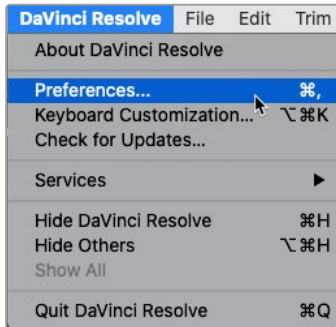 DaVinci Resolve File Edit Trim
About DaVinci Resolve
Preferences... ⌘,
Keyboard Customization... ⌥⌘K
Check for Updates...
Services ▶
Hide DaVinci Resolve ⌘H
Hide Others ⌥⌘H
Show All
Quit DaVinci Resolve ⌘Q